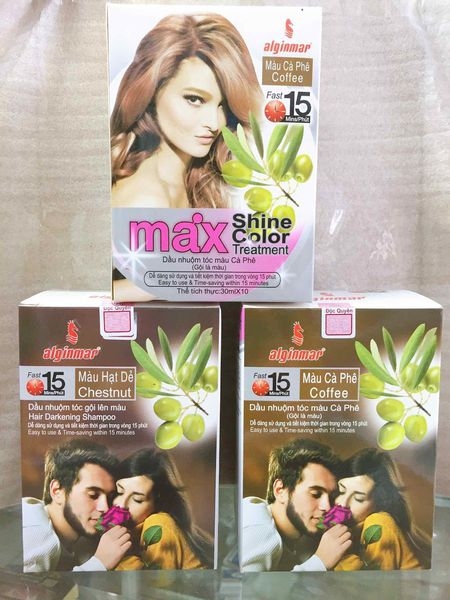 alginmar
Màu Cà Phê
Coffee
Fast
15
Mins/Phút
max
Shine
Color
Treatment
Dầu nhuộm tóc màu Cà Phê
(Gội là màu)
Dễ dàng sử dụng và tiết kiệm thời gian trong vòng 15 phút
Easy to use & Time-saving within 15 minutes
Thể tích thực:30mlX10
Độc Quyền
alginmar
Fast
15
Mins/Phút
Màu Hạt Dẻ
Chestnut
Dầu nhuộm tóc gội lên màu
Hair Darkening Shampoo
Dễ dàng sử dụng và tiết kiệm thời gian trong vòng 15 phút
Easy to use & Time-saving within 15 minutes
Độc Quyền
alginmar
Fast
15
Mins/Phút
Màu Cà Phê
Coffee
Dầu nhuộm tóc màu Cà Phê
(Gội là màu)
Dễ dàng sử dụng và tiết kiệm thời gian trong vòng 15 phút
Easy to use & Time-saving within 15 minutes